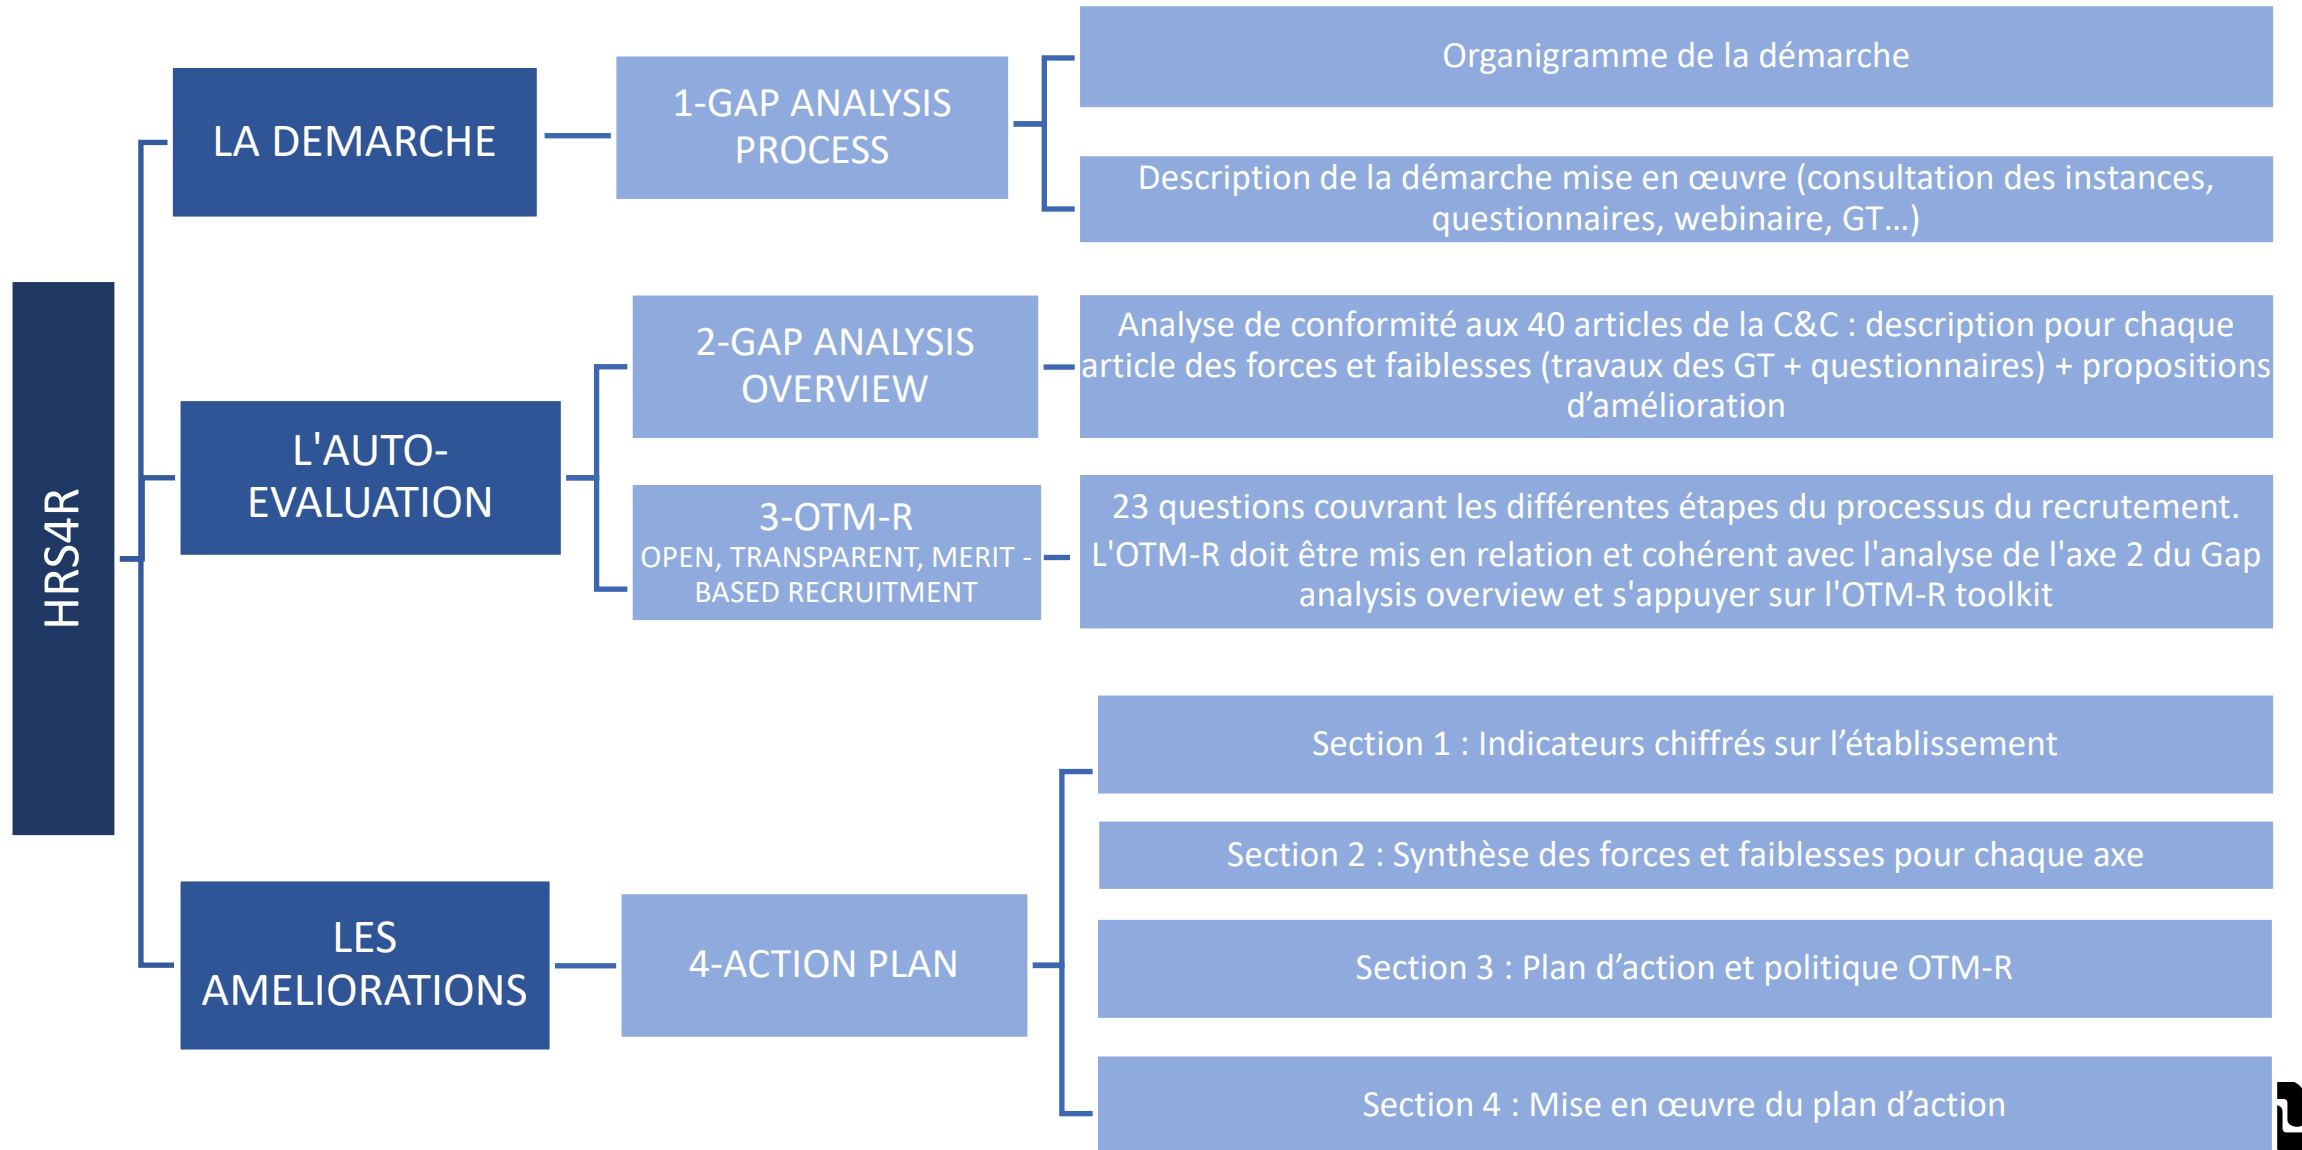 HRS4R
LA DEMARCHE
1-GAP ANALYSIS
PROCESS
Organigramme de la démarche
Description de la démarche mise en œuvre (consultation des instances,
questionnaires, webinaire, GT…)
L'AUTO-
EVALUATION
2-GAP ANALYSIS
OVERVIEW
Analyse de conformité aux 40 articles de la C&C : description pour chaque
article des forces et faiblesses (travaux des GT + questionnaires) + propositions
d’amélioration
3-OTM-R
OPEN, TRANSPARENT, MERIT -
BASED RECRUITMENT
23 questions couvrant les différentes étapes du processus du recrutement.
L'OTM-R doit être mis en relation et cohérent avec l'analyse de l'axe 2 du Gap
analysis overview et s'appuyer sur l'OTM-R toolkit
LES
AMELIORATIONS
4-ACTION PLAN
Section 1 : Indicateurs chiffrés sur l’établissement
Section 2 : Synthèse des forces et faiblesses pour chaque axe
Section 3 : Plan d’action et politique OTM-R
Section 4 : Mise en œuvre du plan d’action